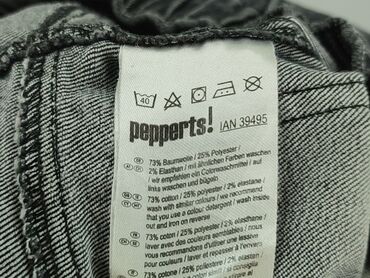 40
pepperts! IAN 39495
73% Baumwolle / 25% Polyester /
2% Elasthan / mit ähnlichen Farben waschen
/ wir empfehlen ein Colorwaschmittel / auf
links waschen und bügeln
73% cotton / 25% polyester / 2% elastane /
wash with similar colours / we recommend
that you use a colour detergent / wash inside
out and iron on reverse
73% coton / 25% polyester / 2% élasthanne /
laver avec des coloris semblables / nous
vous recommandons d'utiliser une lessive
pour couleurs / laver et repasser à l'envers
73% cotone / 25% poliestere / 2% elastan